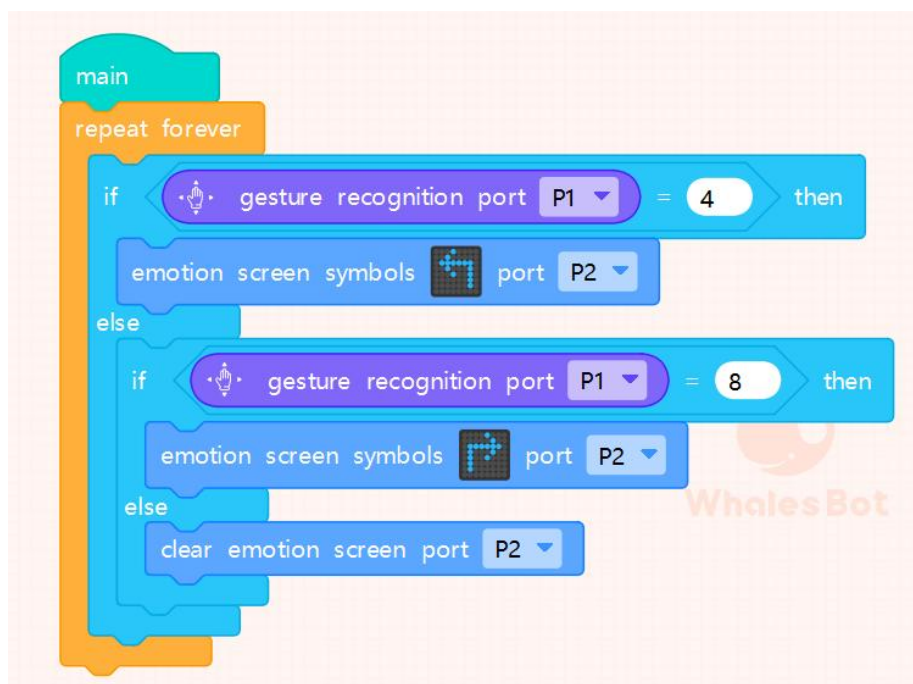 main
repeat forever
if gesture recognition port P1 = 4 then
emotion screen symbols port P2
else
if gesture recognition port P1 = 8 then
emotion screen symbols port P2
else
WhalesBot
clear emotion screen port P2